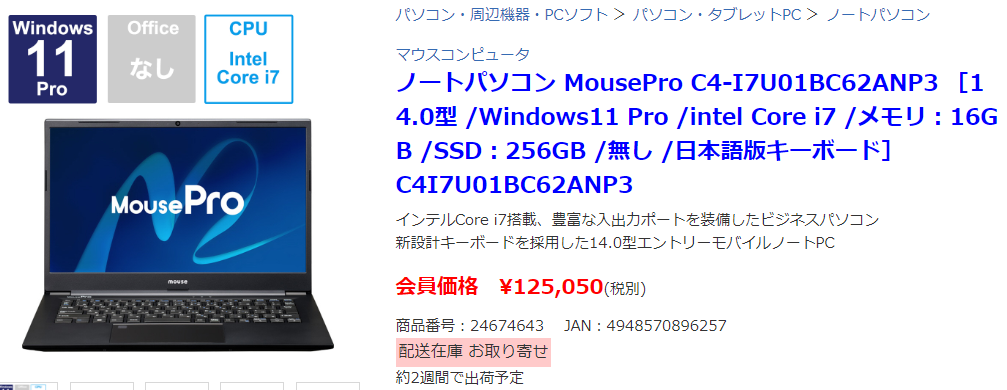 Windows
11
Pro
Office
なし
CPU
Intel
Core i7
MousePro
mouse
パソコン・周辺機器・PCソフト > パソコン・タブレットPC > ノートパソコン
マウスコンピュータ
ノートパソコン MousePro C4-I7U01BC62ANP3 ［1
4.0型 /Windows11 Pro /intel Core i7 /メモリ：16G
B /SSD：256GB /無し /日本語版キーボード］
C4I7U01BC62ANP3
インテルCore i7搭載、豊富な入出力ポートを装備したビジネスパソコン
新設計キーボードを採用した14.0型エントリーモバイルノートPC
会員価格 ¥125,050(税別)
商品番号：24674643 JAN：4948570896257
配送在庫 お取り寄せ
約2週間で出荷予定